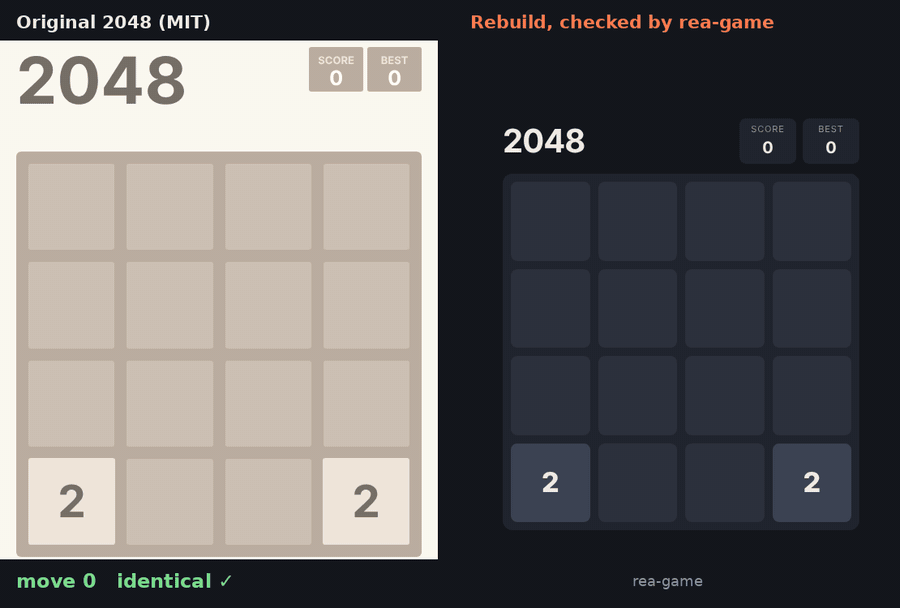 Original 2048 (MIT)
Rebuild, checked by rea-game
2048
SCORE
0
BEST
0
2 2
move 0 identical ✓
2048
SCORE
0
BEST
0
2 2
rea-game